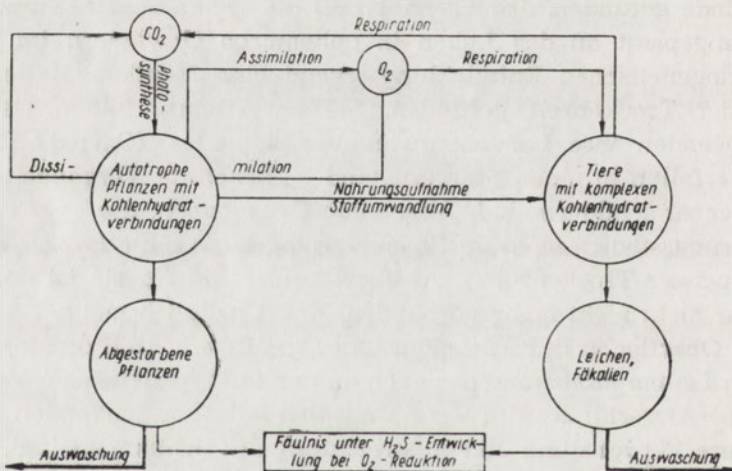 CO₂
Respiration
Assimilation
O₂
Respiration
Photo-
synthese
Dissi-
milation
Autotrophe
Pflanzen mit
Kohlenhydrat-
verbindungen
Nahrungsaufnahme
Stoffumwandlung
Tiere
mit komplexen
Kohlenhydrat-
verbindungen
Abgestorbene
Pflanzen
Leichen,
Fäkalien
Auswaschung
Fäulnis unter H₂S-Entwick-
lung bei O₂-Reduktion
Auswaschung